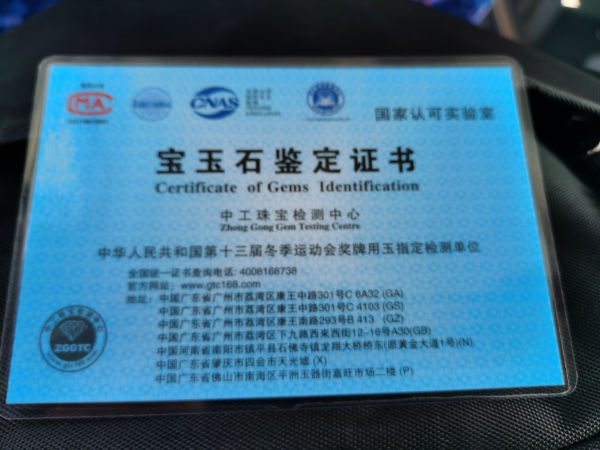 MA
CNAS
国家认可实验室
宝玉石鉴定证书
Certificate of Gems Identification
中工珠宝检测中心
Zhong Gong Gem Testing Centre
中华人民共和国第十三届冬季运动会奖牌用玉指定检测单位
全国统一证书查询电话: 4008168738
官方网站: www.gtc168.com
地址: 中国广东省广州市荔湾区康王中路301号C 6A32 (GA)
中国广东省广州市荔湾区康王中路301号C 4103 (GS)
中国广东省广州市荔湾区康王南路293号B 413 (GZ)
中国广东省广州市荔湾区下九路西来西街12-16号A30(GB)
中国河南省南阳市镇平县石佛寺镇龙翔大桥桥东(原黄金大道1号)(N)
中国广东省肇庆市四会市天光墟 (X)
中国广东省佛山市南海区平洲玉器街嘉旺市场二楼 (P)
中工珠宝检测中心
ZGGTC